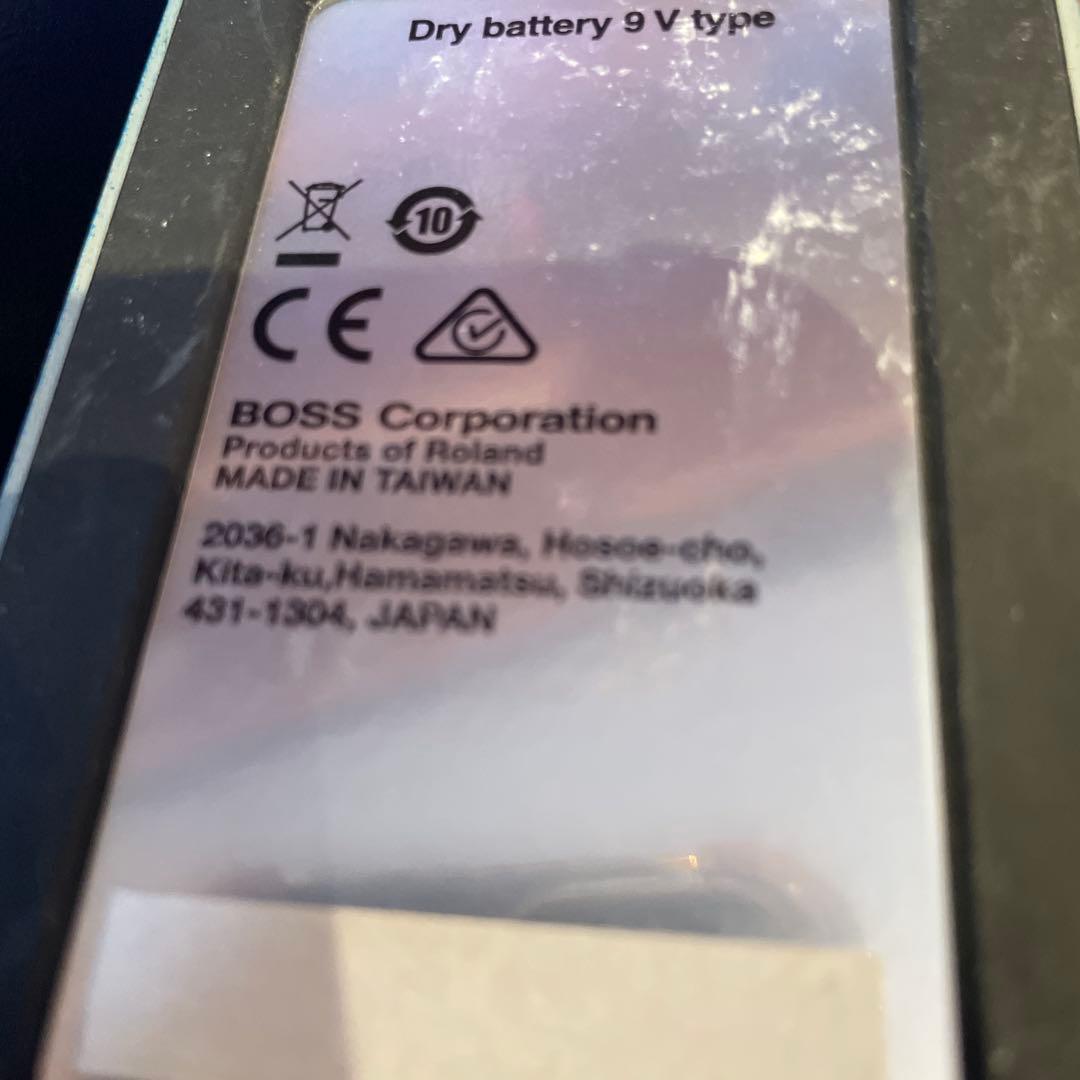 Dry battery 9 V type
10
CE
BOSS Corporation
Products of Roland
MADE IN TAIWAN
2036-1 Nakagawa, Hosoe-cho,
Kita-ku,Hamamatsu, Shizuoka
431-1304, JAPAN